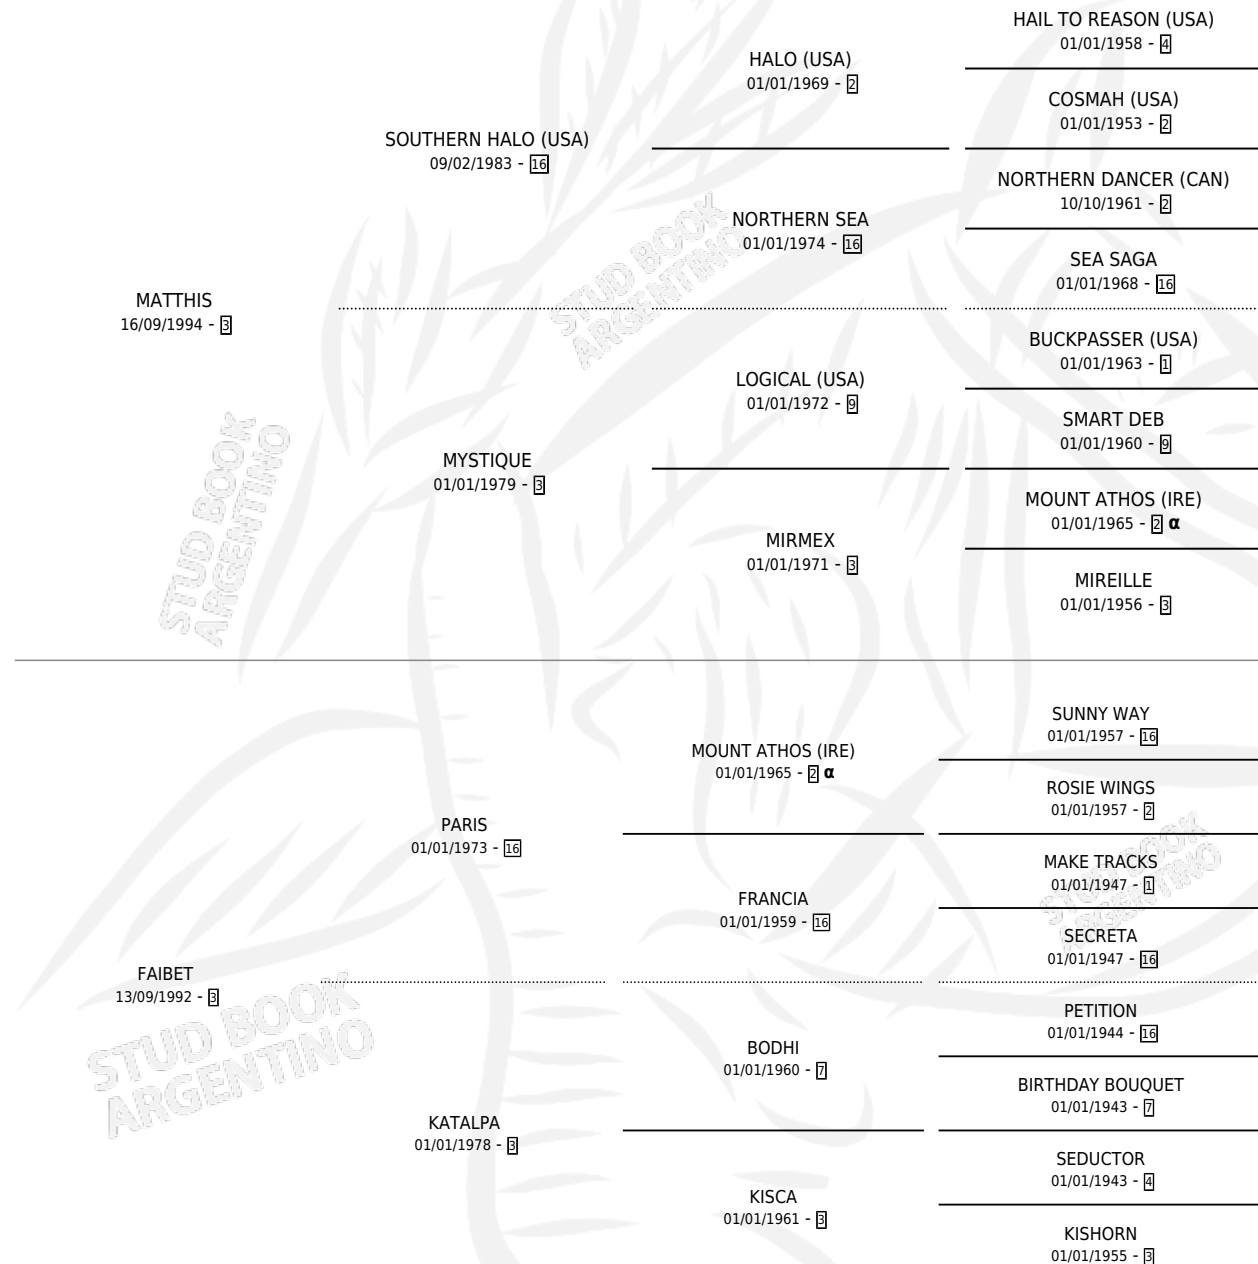 HAIL TO REASON (USA)
01/01/1958 - 4
HALO (USA)
01/01/1969 - 2
COSMAH (USA)
01/01/1953 - 2
SOUTHERN HALO (USA)
09/02/1983 - 16
NORTHERN DANCER (CAN)
10/10/1961 - 2
NORTHERN SEA
01/01/1974 - 16
SEA SAGA
01/01/1968 - 16
MATTHIS
16/09/1994 - 3
BUCKPASSER (USA)
01/01/1963 - 1
LOGICAL (USA)
01/01/1972 - 9
SMART DEB
01/01/1960 - 9
MYSTIQUE
01/01/1979 - 3
MOUNT ATHOS (IRE)
01/01/1965 - 2 α
MIRMEX
01/01/1971 - 3
MIREILLE
01/01/1956 - 3
SUNNY WAY
01/01/1957 - 16
MOUNT ATHOS (IRE)
01/01/1965 - 2 α
ROSIE WINGS
01/01/1957 - 2
PARIS
01/01/1973 - 16
MAKE TRACKS
01/01/1947 - 1
FRANCIA
01/01/1959 - 16
SECRETA
01/01/1947 - 16
FAIBET
13/09/1992 - 3
PETITION
01/01/1944 - 16
BODHI
01/01/1960 - 7
BIRTHDAY BOUQUET
01/01/1943 - 7
KATALPA
01/01/1978 - 3
SEDUCTOR
01/01/1943 - 4
KISCA
01/01/1961 - 3
KISHORN
01/01/1955 - 3
STUD BOOK
ARGENTINO
STUD BOOK
ARGENTINO
STUD BOOK
ARGENTINO
STUD BOOK
ARGENTINO